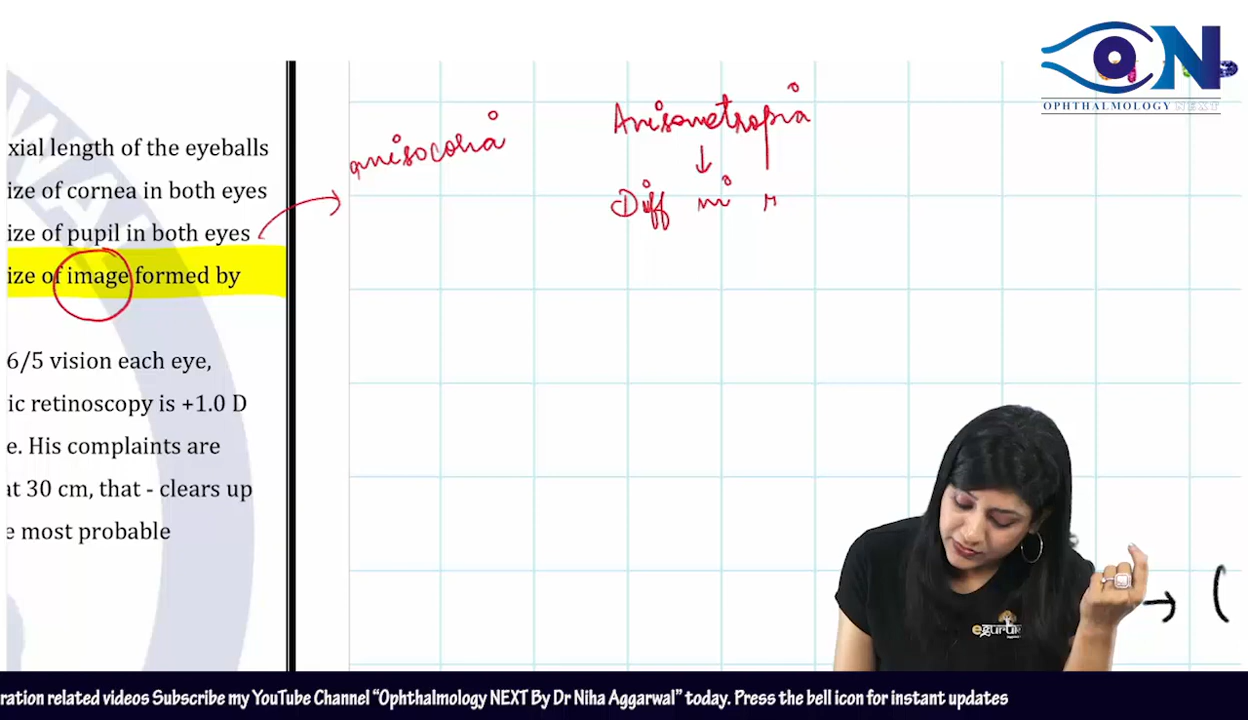 ON
OPHTHALMOLOGY NEXT
anisocoria
Anisometropia
↓
Diff in r
xial length of the eyeballs
ize of cornea in both eyes
ize of pupil in both eyes
ize of image formed by
6/5 vision each eye,
ic retinoscopy is +1.0 D
e. His complaints are
at 30 cm, that - clears up
e most probable
→ (
eGurukul
ration related videos Subscribe my YouTube Channel “Ophthalmology NEXT By Dr Niha Aggarwal” today. Press the bell icon for instant updates